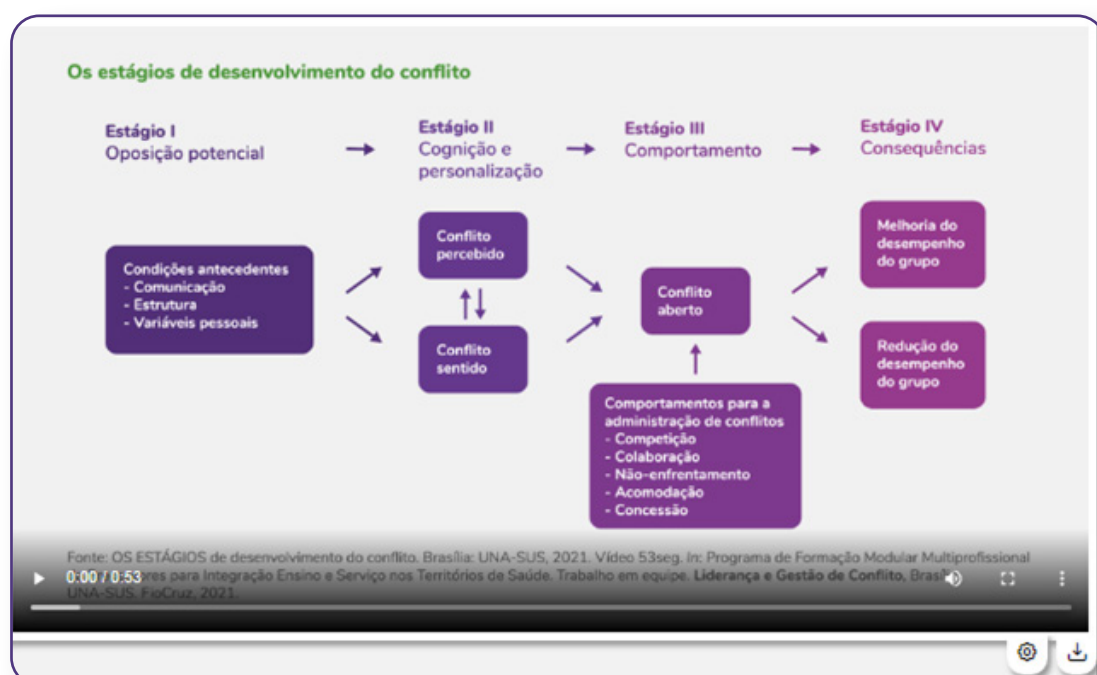 Os estágios de desenvolvimento do conflito
Estágio I
Oposição potencial
Estágio II
Cognição e
personalização
Estágio III
Comportamento
Estágio IV
Consequências
Condições antecedentes
- Comunicação
- Estrutura
- Variáveis pessoais
Conflito
percebido
Conflito
sentido
Conflito
aberto
Comportamentos para a
administração de conflitos
- Competição
- Colaboração
- Não-enfrentamento
- Acomodação
- Concessão
Melhoria do
desempenho
do grupo
Redução do
desempenho
do grupo
Fonte: OS ESTÁGIOS de desenvolvimento do conflito. Brasília: UNA-SUS, 2021. Vídeo 53seg. In: Programa de Formação Modular Multiprofissional
para Integração Ensino e Serviço nos Territórios de Saúde. Trabalho em equipe. Liderança e Gestão de Conflito,
UNA-SUS. FioCruz, 2021.
0:00 / 0:53